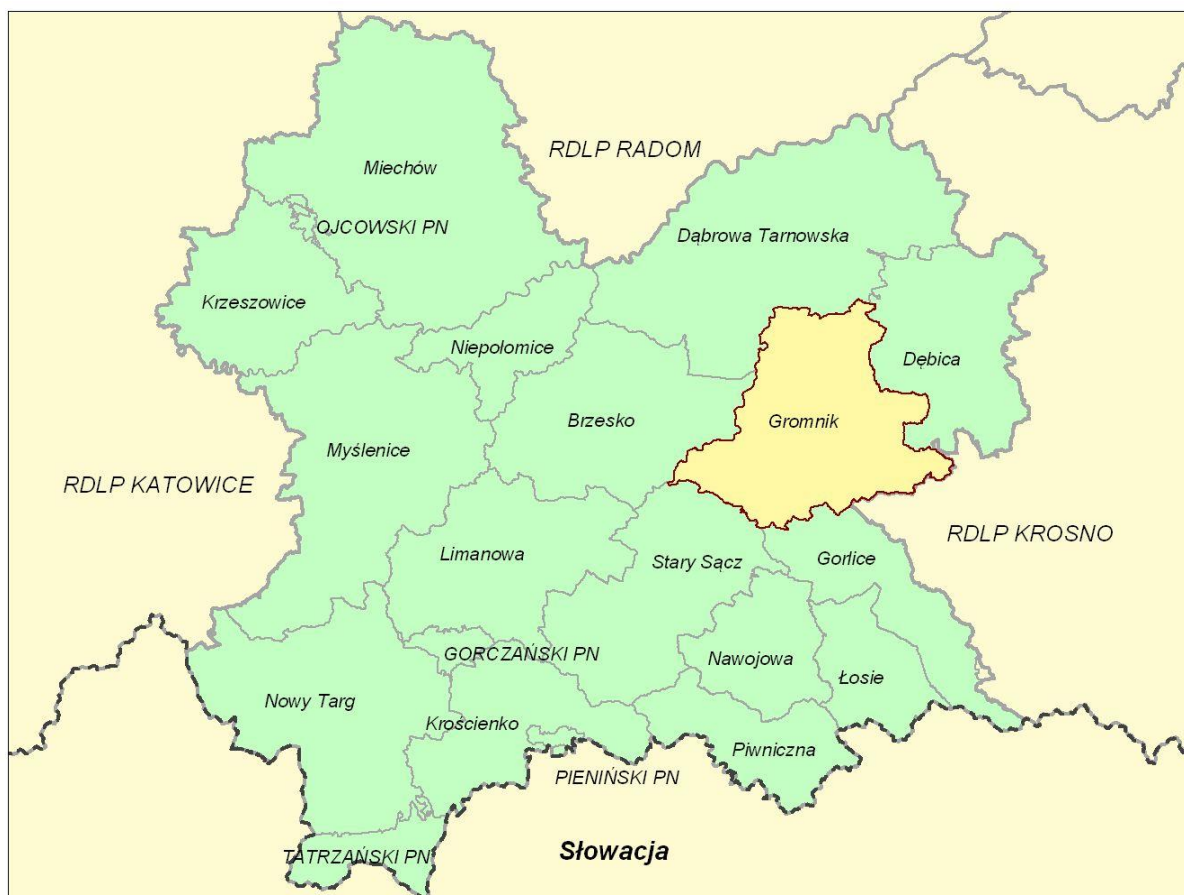 RDLP RADOM
Miechów
OJCOWSKI PN
Dąbrowa Tarnowska
Krzeszowice
Niepołomice
Dębica
Brzesko
Gromnik
Myślenice
RDLP KATOWICE
RDLP KROSNO
Limanowa
Stary Sącz
Gorlice
GORCZAŃSKI PN
Nawojowa
Łosie
Nowy Targ
Krościenko
Piwniczna
PIENIŃSKI PN
Słowacja
TATRZAŃSKI PN